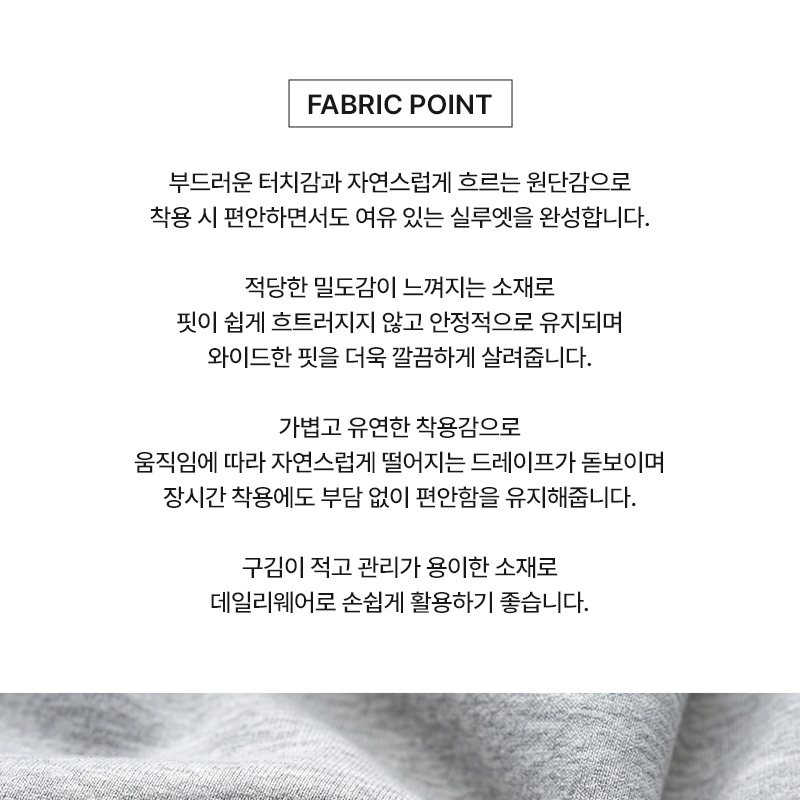 FABRIC POINT
부드러운 터치감과 자연스럽게 흐르는 원단감으로
착용 시 편안하면서도 여유 있는 실루엣을 완성합니다.
적당한 밀도감이 느껴지는 소재로
핏이 쉽게 흐트러지지 않고 안정적으로 유지되며
와이드한 핏을 더욱 깔끔하게 살려줍니다.
가볍고 유연한 착용감으로
움직임에 따라 자연스럽게 떨어지는 드레이프가 돋보이며
장시간 착용에도 부담 없이 편안함을 유지해줍니다.
구김이 적고 관리가 용이한 소재로
데일리웨어로 손쉽게 활용하기 좋습니다.